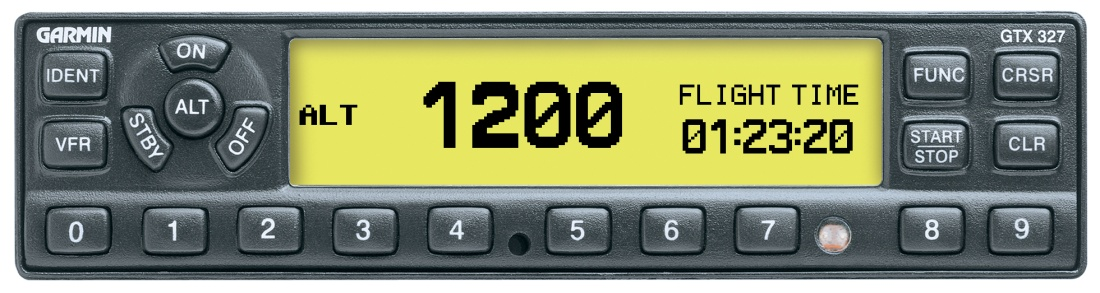 GARMIN
GTX 327
IDENT
ON
ALT
STBY
OFF
VFR
ALT
1200
FLIGHT TIME
01:23:20
FUNC
CRSR
START
STOP
CLR
0 1 2 3 4 5 6 7 8 9